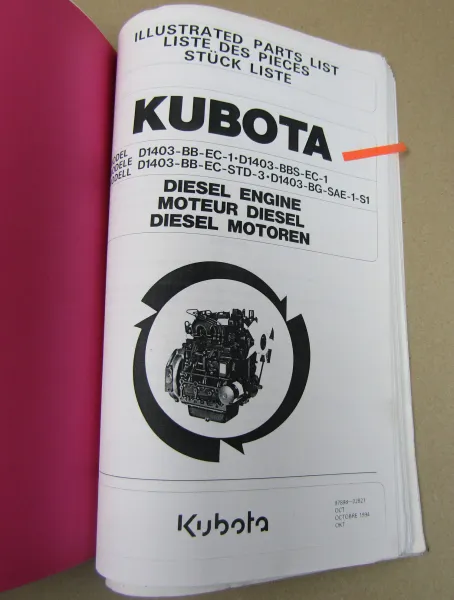 ILLUSTRATED PARTS LIST
LISTE DES PIECES
STÜCK LISTE
KUBOTA
MODEL D1403-BB-EC-1・D1403-BBS-EC-1
MODELE D1403-BB-EC-STD-3・D1403-BG-SAE-1-S1
MODELL
DIESEL ENGINE
MOTEUR DIESEL
DIESEL MOTOREN
Kubota
OCT
OCTOBRE 1994
OKT